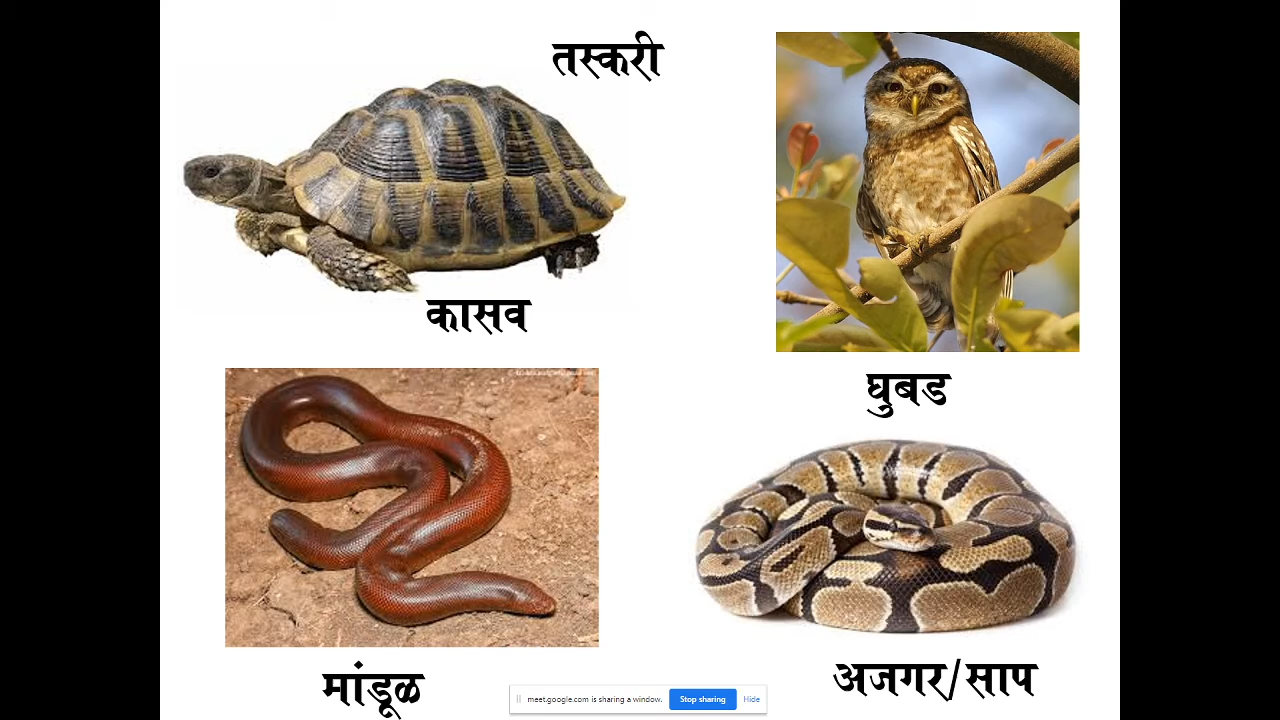 तस्करी
कासव
घुबड
मांडूळ
अजगर/साप
meet.google.com is sharing a window.
Stop sharing
Hide